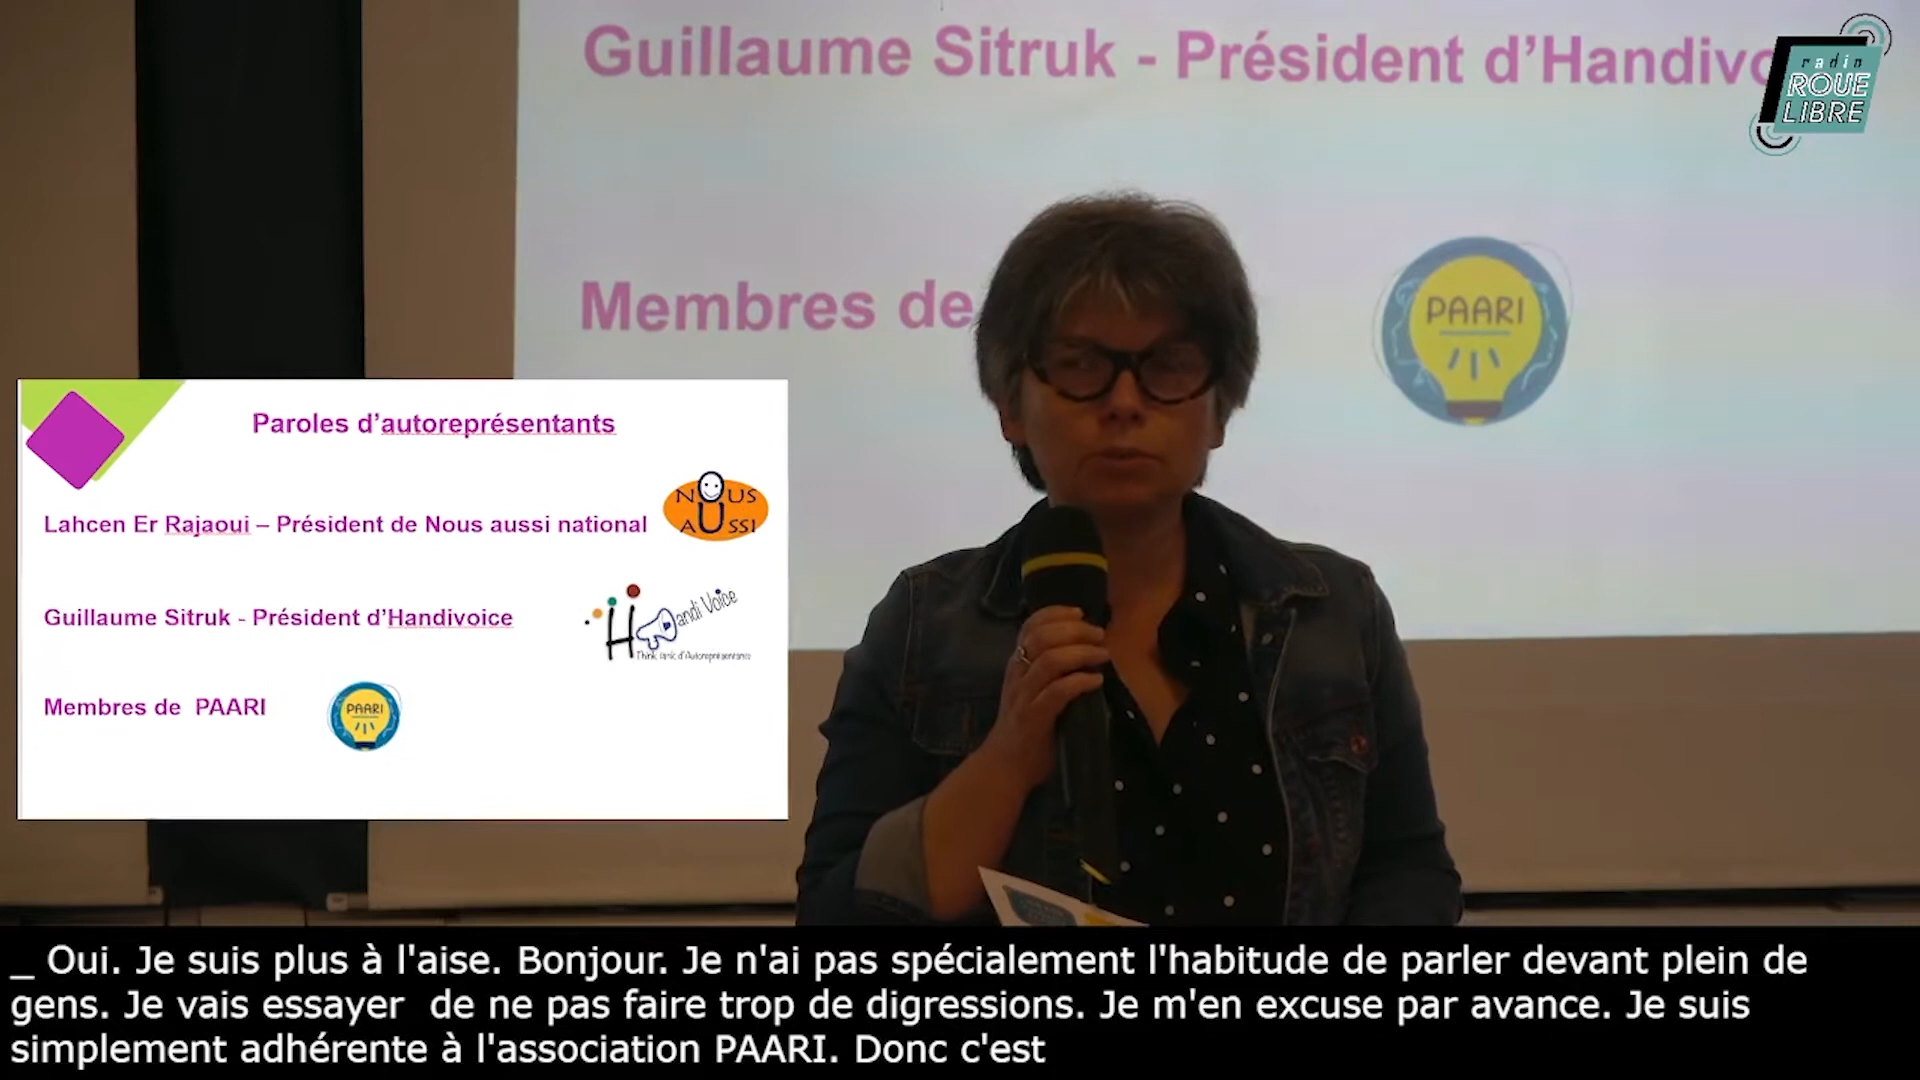 Guillaume Sitruk - Président d'Handivo
radio
ROUE
LIBRE
Membres de
PAARI
Paroles d'autoreprésentants
Lahcen Er Rajaoui – Président de Nous aussi national
NOUS
AUSSI
Guillaume Sitruk - Président d'Handivoice
Handi Voice
Think tank d'Autoreprésentants
Membres de PAARI
PAARI
_ Oui. Je suis plus à l'aise. Bonjour. Je n'ai pas spécialement l'habitude de parler devant plein de
gens. Je vais essayer  de ne pas faire trop de digressions. Je m'en excuse par avance. Je suis
simplement adhérente à l'association PAARI. Donc c'est